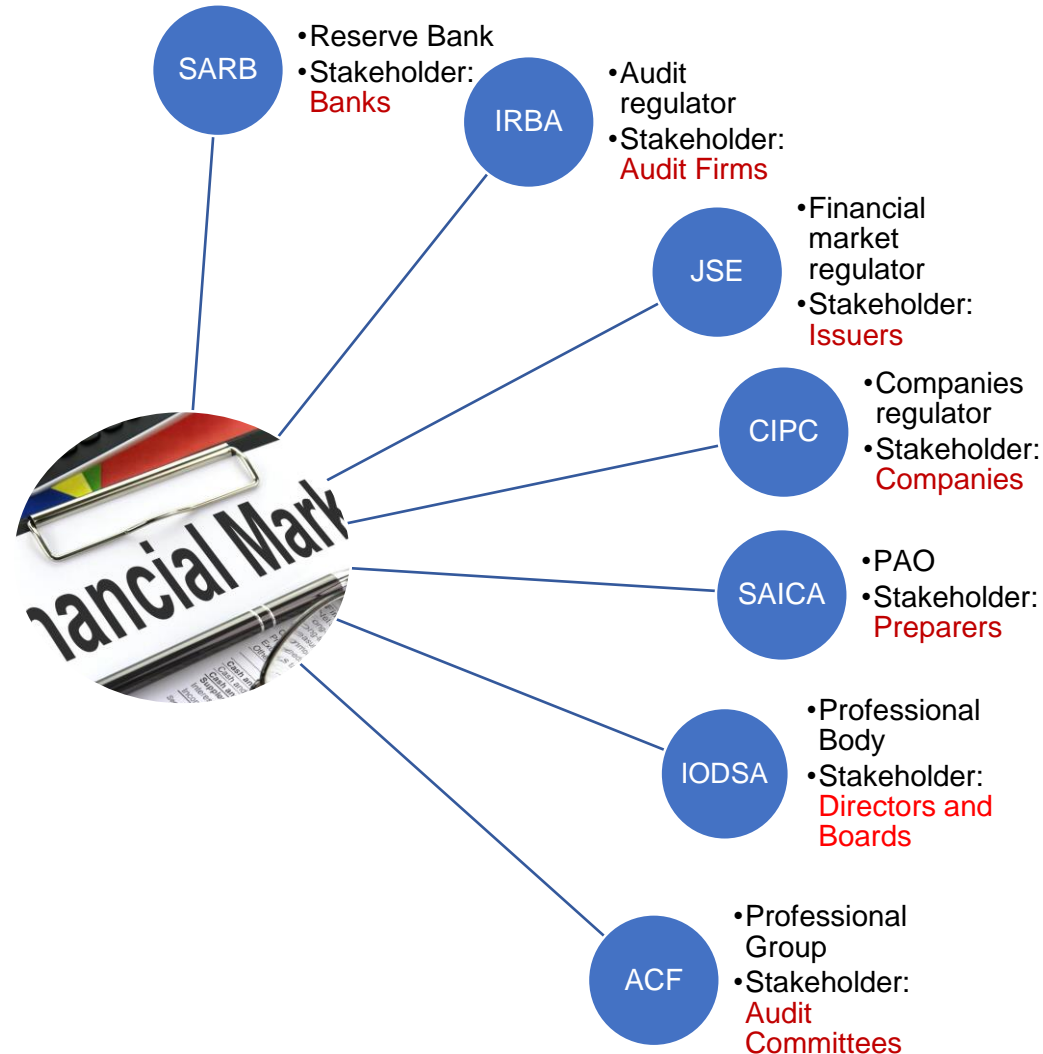 SARB
•Reserve Bank
•Stakeholder:
Banks
IRBA
•Audit
regulator
•Stakeholder:
Audit Firms
JSE
•Financial
market
regulator
•Stakeholder:
Issuers
CIPC
•Companies
regulator
•Stakeholder:
Companies
SAICA
•PAO
•Stakeholder:
Preparers
IODSA
•Professional
Body
•Stakeholder:
Directors and
Boards
ACF
•Professional
Group
•Stakeholder:
Audit
Committees
nancial Mark